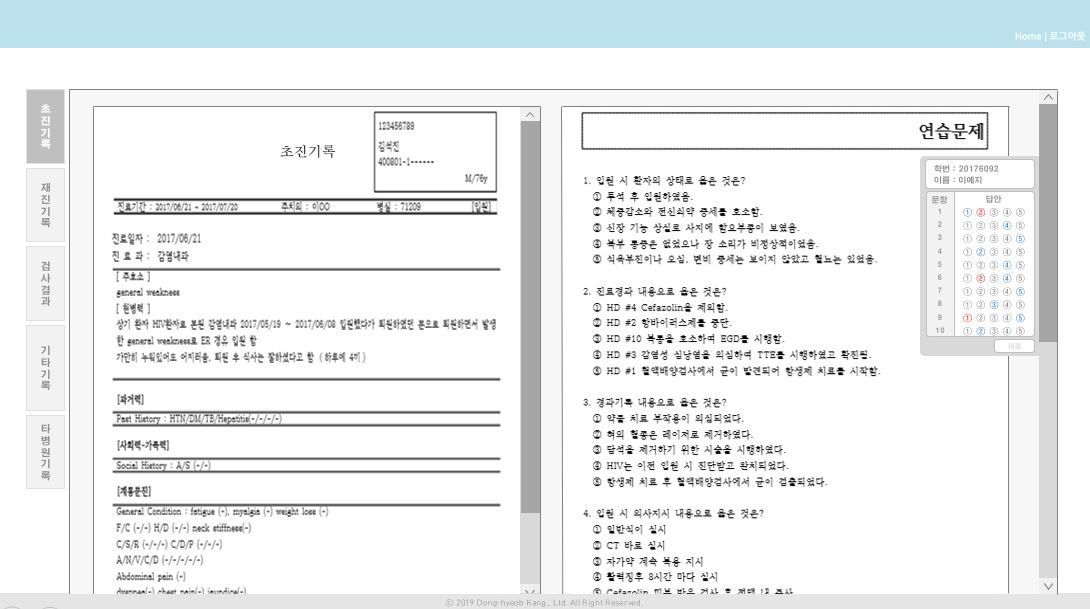 Home | 로그아웃
초진기록
재진기록
검사결과
기타기록
타병원기록
초진기록
123456789
김석진
400801-1------
M/76y
진료기간 : 2017/06/21 ~ 2017/07/20 주치의 : 이OO 병실 : 71209 [입원]
진료일자 : 2017/06/21
진 료 과 : 감염내과
[ 주호소 ]
general weakness
[ 현병력 ]
상기 환자 HIV환자로 본원 감염내과 2017/05/19 ~ 2017/06/08 입원했다가 퇴원하였던 분으로 퇴원하면서 발생
한 general weakness로 ER 경유 입원 함
가만히 누워있어도 어지러움. 퇴원 후 식사는 잘하셨다고 함 (하루에 4끼)
[과거력]
Past History : HTN/DM/TB/Hepatitis(-/-/-/-)
[사회력-가족력]
Social History : A/S (-/-)
[계통문진]
General Condition : fatigue (-), myalgia (-) weight loss (-)
F/C (-/-) H/D (-/-) neck stiffness(-)
C/S/R (-/-/-) C/D/P (-/-/-)
A/N/V/C/D (-/-/-/-/-)
Abdominal pain (-)
dyspnea(-) chest pain(-) jaundice(-)
연습문제
1. 입원 시 환자의 상태로 옳은 것은?
① 투석 후 입원하였음.
② 체중감소와 전신쇠약 증세를 호소함.
③ 신장 기능 상실로 사지에 함요부종이 보였음.
④ 복부 통증은 없었으나 장 소리가 비정상적이었음.
⑤ 식욕부진이나 오심, 변비 증세는 보이지 않았고 혈뇨는 있었음.
2. 진료경과 내용으로 옳은 것은?
① HD #4 Cefazolin을 제외함.
② HD #2 항바이러스제를 중단.
③ HD #10 복통을 호소하여 EGD를 시행함.
④ HD #3 감염성 심내염을 의심하여 TTE를 시행하였고 확진됨.
⑤ HD #1 혈액배양검사에서 균이 발견되어 항생제 치료를 시작함.
3. 경과기록 내용으로 옳은 것은?
① 약물 치료 부작용이 의심되었다.
② 혀의 혈종은 레이저로 제거하였다.
③ 담석을 제거하기 위한 시술을 시행하였다.
④ HIV는 이전 입원 시 진단받고 완치되었다.
⑤ 항생제 치료 후 혈액배양검사에서 균이 검출되었다.
4. 입원 시 의사지시 내용으로 옳은 것은?
① 일반식이 실시
② CT 바로 실시
③ 자가약 계속 복용 지시
④ 활력징후 8시간 마다 실시
⑤ Cefazolin 피부 반응 검사 후 정맥 내 주사
학번 : 20176092
이름 : 이예지
문항 답안
1 ① ② ③ ④ ⑤
2 ① ② ③ ④ ⑤
3 ① ② ③ ④ ⑤
4 ① ② ③ ④ ⑤
5 ① ② ③ ④ ⑤
6 ① ② ③ ④ ⑤
7 ① ② ③ ④ ⑤
8 ① ② ③ ④ ⑤
9 ① ② ③ ④ ⑤
10 ① ② ③ ④ ⑤
제출
© 2019 Dong-hyeob Kang., Ltd. All Right Reserved.